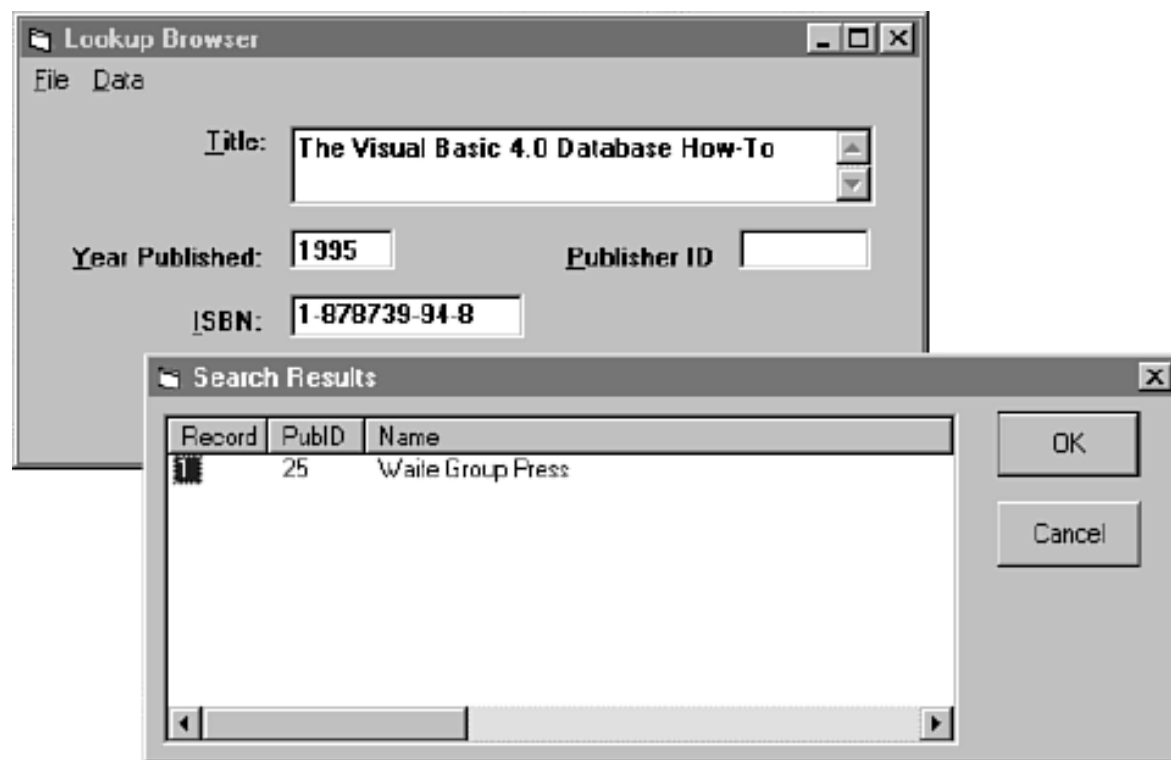 Lookup Browser
File Data
Title: The Visual Basic 4.0 Database How-To
Year Published: 1995 Publisher ID
ISBN: 1-878739-94-8
Search Results
Record PubID Name
1 25 Waite Group Press
OK
Cancel